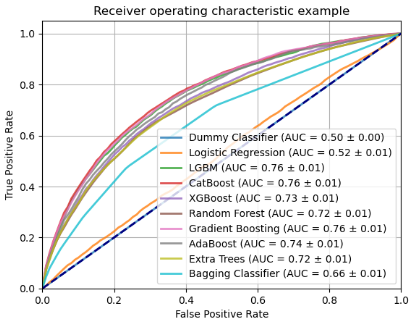 Receiver operating characteristic example
True Positive Rate
1.0
0.8
0.6
0.4
0.2
0.0
Dummy Classifier (AUC = 0.50 ± 0.00)
Logistic Regression (AUC = 0.52 ± 0.01)
LGBM (AUC = 0.76 ± 0.01)
CatBoost (AUC = 0.76 ± 0.01)
XGBoost (AUC = 0.73 ± 0.01)
Random Forest (AUC = 0.72 ± 0.01)
Gradient Boosting (AUC = 0.76 ± 0.01)
AdaBoost (AUC = 0.74 ± 0.01)
Extra Trees (AUC = 0.72 ± 0.01)
Bagging Classifier (AUC = 0.66 ± 0.01)
0.0 0.2 0.4 0.6 0.8 1.0
False Positive Rate